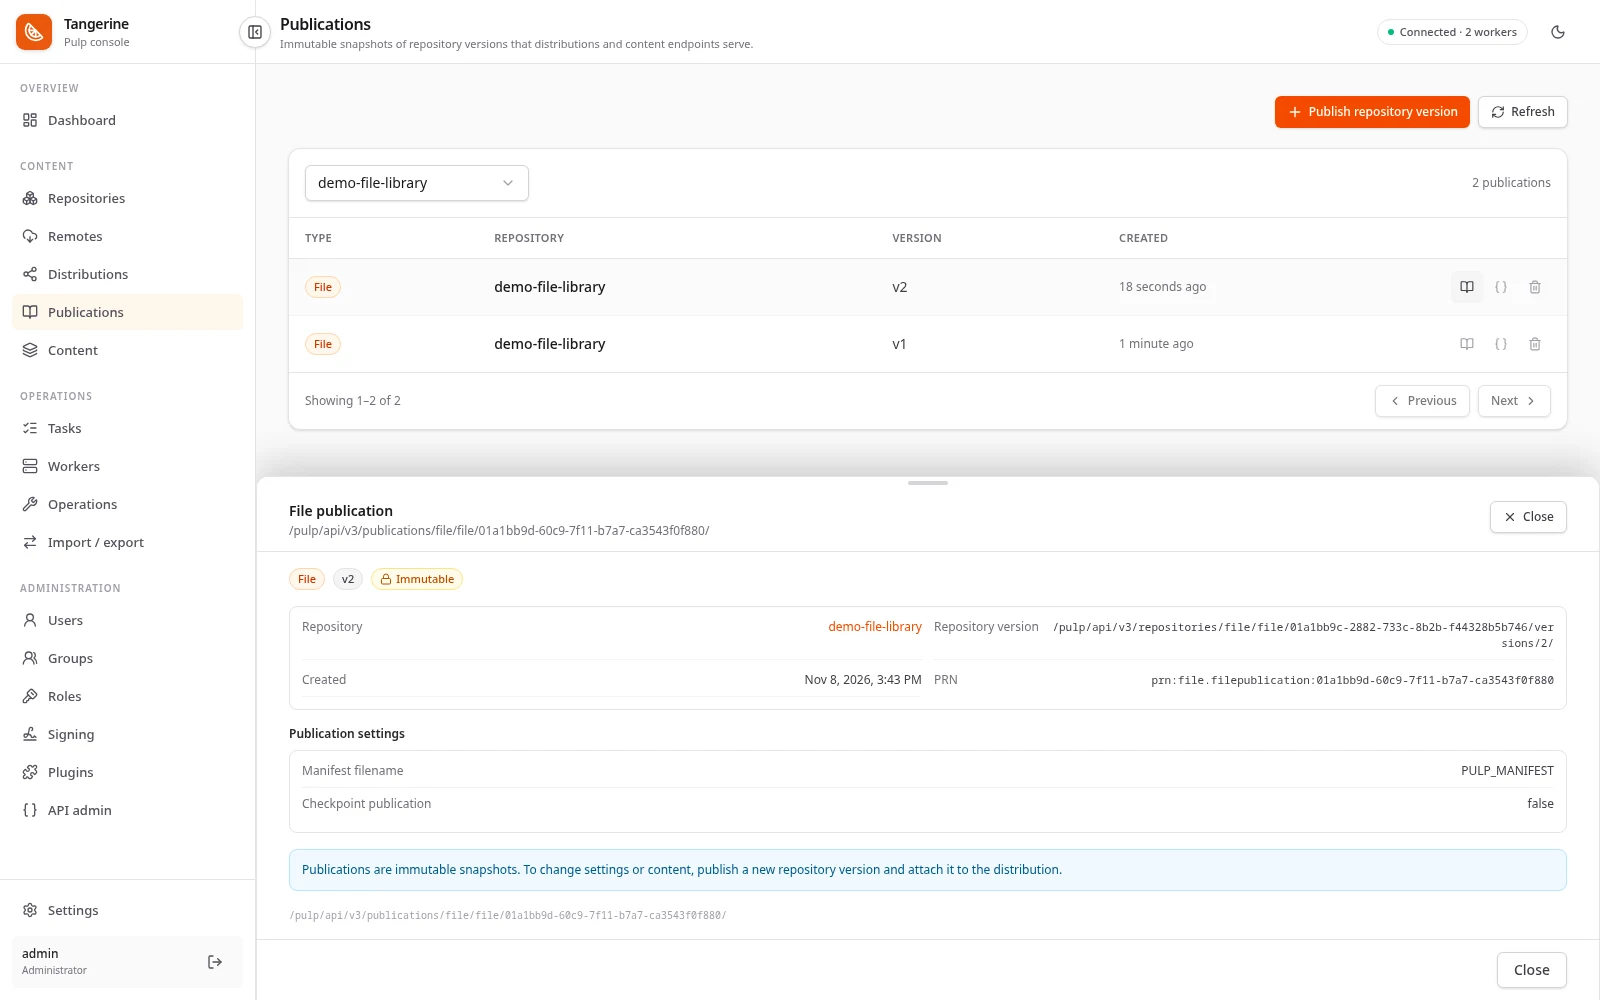 Tangerine
Pulp console
OVERVIEW
Dashboard
CONTENT
Repositories
Remotes
Distributions
Publications
Content
OPERATIONS
Tasks
Workers
Operations
Import / export
ADMINISTRATION
Users
Groups
Roles
Signing
Plugins
API admin
Settings
admin
Administrator
Publications
Immutable snapshots of repository versions that distributions and content endpoints serve.
Connected · 2 workers
Publish repository version
Refresh
demo-file-library
2 publications
TYPE REPOSITORY VERSION CREATED
File demo-file-library v2 18 seconds ago
File demo-file-library v1 1 minute ago
Showing 1–2 of 2
Previous
Next
File publication
/pulp/api/v3/publications/file/file/01a1bb9d-60c9-7f11-b7a7-ca3543f0f880/
Close
File v2 Immutable
Repository demo-file-library
Repository version /pulp/api/v3/repositories/file/file/01a1bb9c-2882-733c-8b2b-f44328b5b746/ver
sions/2/
Created Nov 8, 2026, 3:43 PM
PRN prn:file.filepublication:01a1bb9d-60c9-7f11-b7a7-ca3543f0f880
Publication settings
Manifest filename PULP_MANIFEST
Checkpoint publication false
Publications are immutable snapshots. To change settings or content, publish a new repository version and attach it to the distribution.
/pulp/api/v3/publications/file/file/01a1bb9d-60c9-7f11-b7a7-ca3543f0f880/
Close